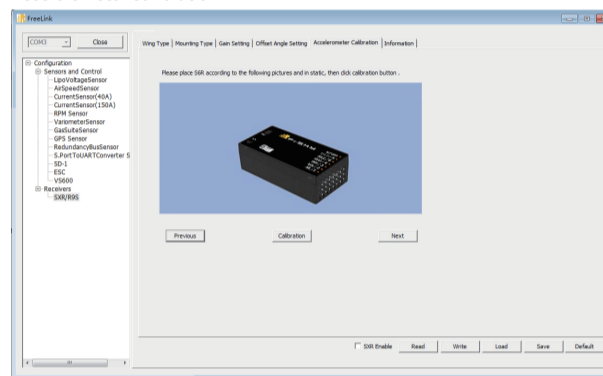 FreeLink
COM3
Close
Wing Type
Mounting Type
Gain Setting
Offset Angle Setting
Accelerometer Calibration
Information
Configuration
Sensors and Control
LipoVoltageSensor
AirSpeedSensor
CurrentSensor(40A)
CurrentSensor(150A)
RPM Sensor
VariometerSensor
GasSuiteSensor
GPS Sensor
RedundancyBusSensor
S.PortToUARTConverter S
SD-1
ESC
VS600
Receivers
SXR/R9S
Please place S6R according to the following pictures and in static, then click calibration button .
Previous
Calibration
Next
SXR Enable
Read
Write
Load
Save
Default